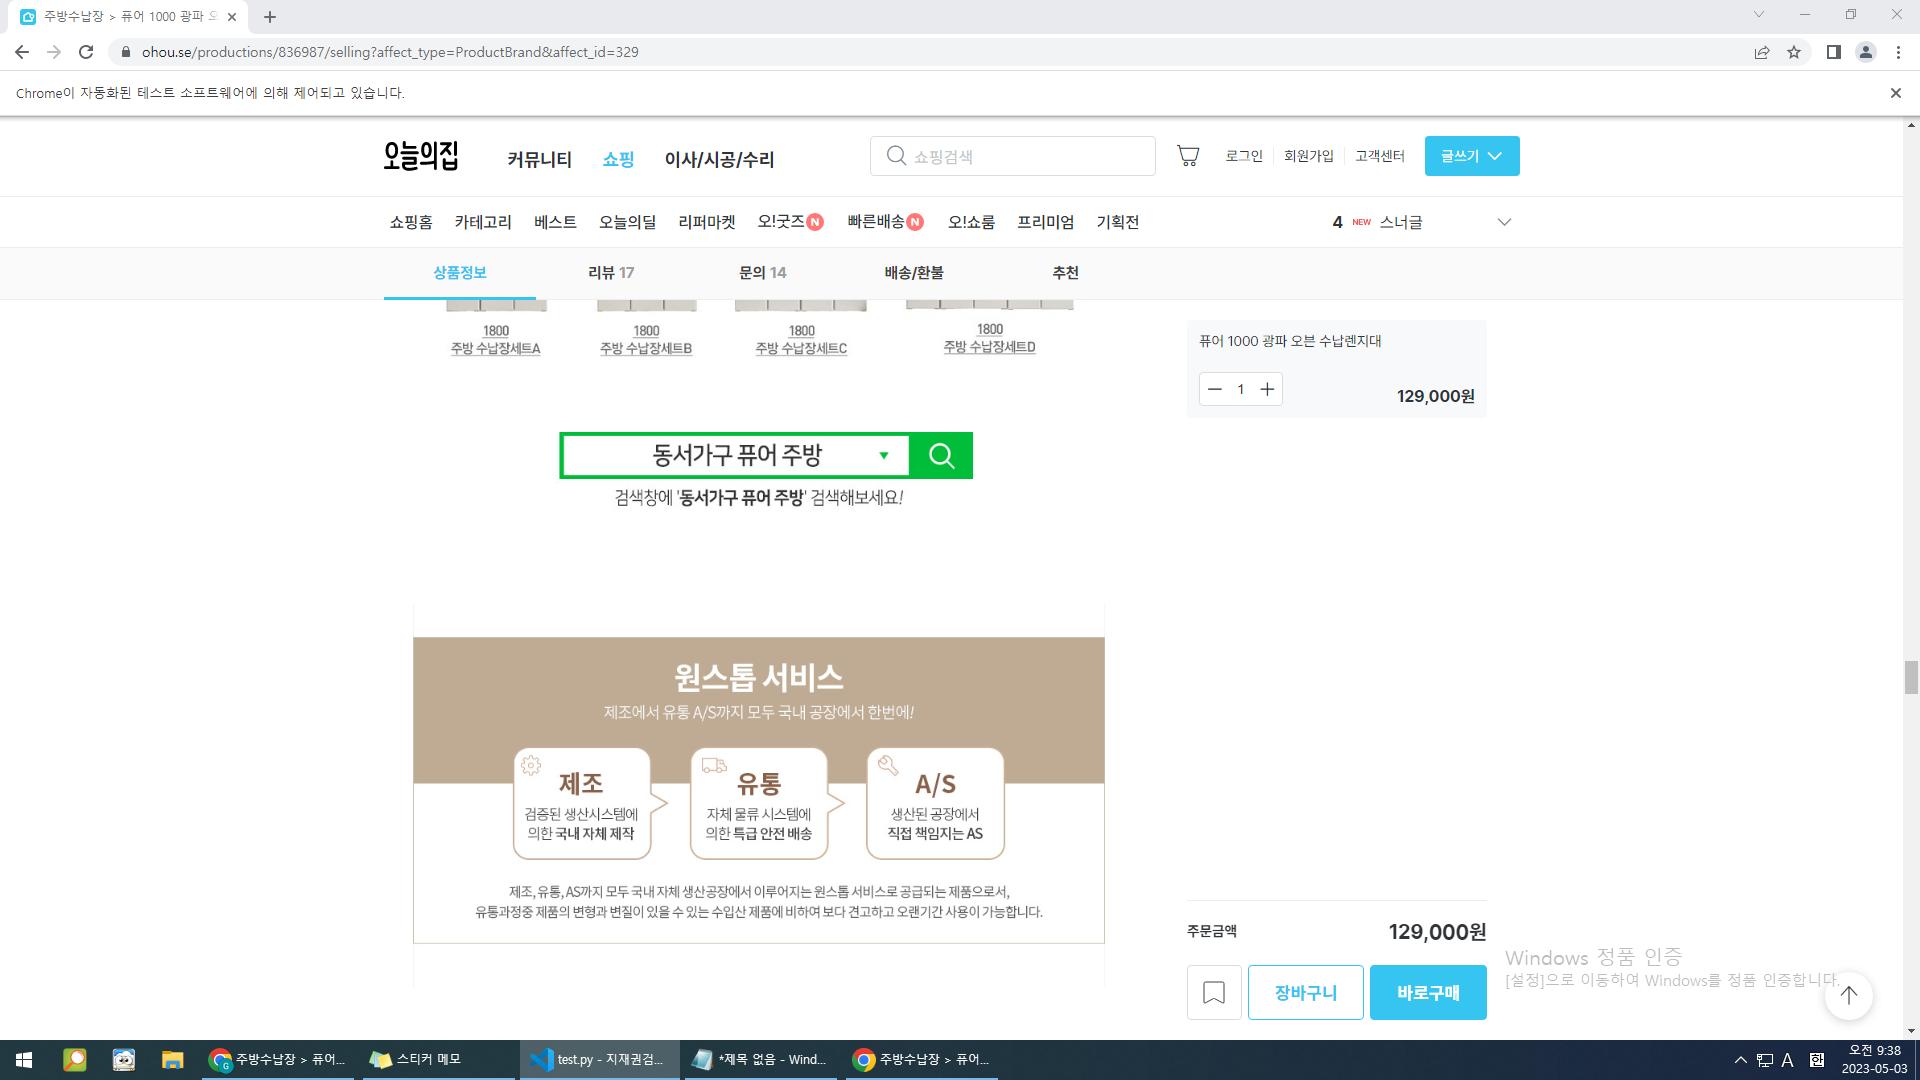 주방수납장 > 퓨어 1000 광파 오
ohou.se/productions/836987/selling?affect_type=ProductBrand&affect_id=329
Chrome이 자동화된 테스트 소프트웨어에 의해 제어되고 있습니다.
오늘의집
커뮤니티 쇼핑 이사/시공/수리
쇼핑검색
로그인 회원가입 고객센터
글쓰기
쇼핑홈 카테고리 베스트 오늘의딜 리퍼마켓 오!굿즈 N 빠른배송 N 오!쇼룸 프리미엄 기획전
4 NEW 스너글
상품정보 리뷰 17 문의 14 배송/환불 추천
1800 주방 수납장세트A
1800 주방 수납장세트B
1800 주방 수납장세트C
1800 주방 수납장세트D
퓨어 1000 광파 오븐 수납렌지대
1
129,000원
동서가구 퓨어 주방
검색창에 '동서가구 퓨어 주방' 검색해보세요!
원스톱 서비스
제조에서 유통 A/S까지 모두 국내 공장에서 한번에!
제조
검증된 생산시스템에
의한 국내 자체 제작
유통
자체 물류 시스템에
의한 특급 안전 배송
A/S
생산된 공장에서
직접 책임지는 AS
제조, 유통, AS까지 모두 국내 자체 생산공장에서 이루어지는 원스톱 서비스로 공급되는 제품으로서,
유통과정중 제품의 변형과 변질이 있을 수 있는 수입산 제품에 비하여 보다 견고하고 오랜기간 사용이 가능합니다.
주문금액
129,000원
장바구니
바로구매
Windows 정품 인증
[설정]으로 이동하여 Windows를 정품 인증합니다.
주방수납장 > 퓨어...
스티커 메모
test.py - 지재권검...
*제목 없음 - Wind...
주방수납장 > 퓨어...
A 한
오전 9:38
2023-05-03